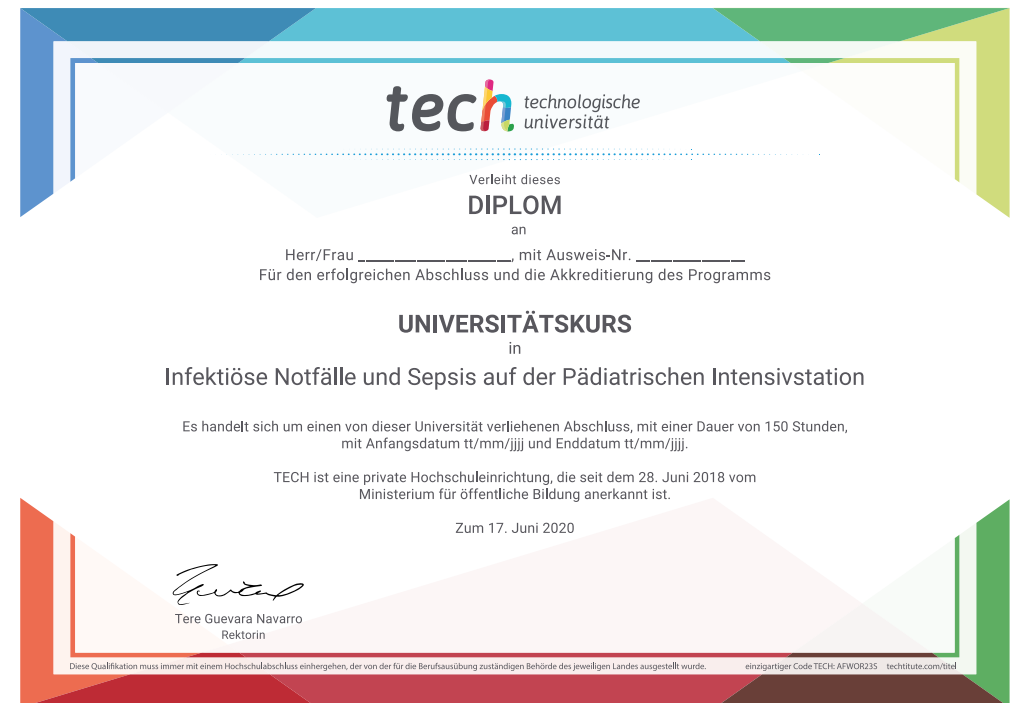 tech technologische
universität
Verleiht dieses
DIPLOM
an
Herr/Frau ____________________, mit Ausweis-Nr. ______________
Für den erfolgreichen Abschluss und die Akkreditierung des Programms
UNIVERSITÄTSKURS
in
Infektiöse Notfälle und Sepsis auf der Pädiatrischen Intensivstation
Es handelt sich um einen von dieser Universität verliehenen Abschluss, mit einer Dauer von 150 Stunden,
mit Anfangsdatum tt/mm/jjjj und Enddatum tt/mm/jjjj.
TECH ist eine private Hochschuleinrichtung, die seit dem 28. Juni 2018 vom
Ministerium für öffentliche Bildung anerkannt ist.
Zum 17. Juni 2020
Tere Guevara Navarro
Rektorin
Diese Qualifikation muss immer mit einem Hochschulabschluss einhergehen, der von der für die Berufsausübung zuständigen Behörde des jeweiligen Landes ausgestellt wurde. einzigartiger Code TECH: AFWOR23S techtitute.com/titel